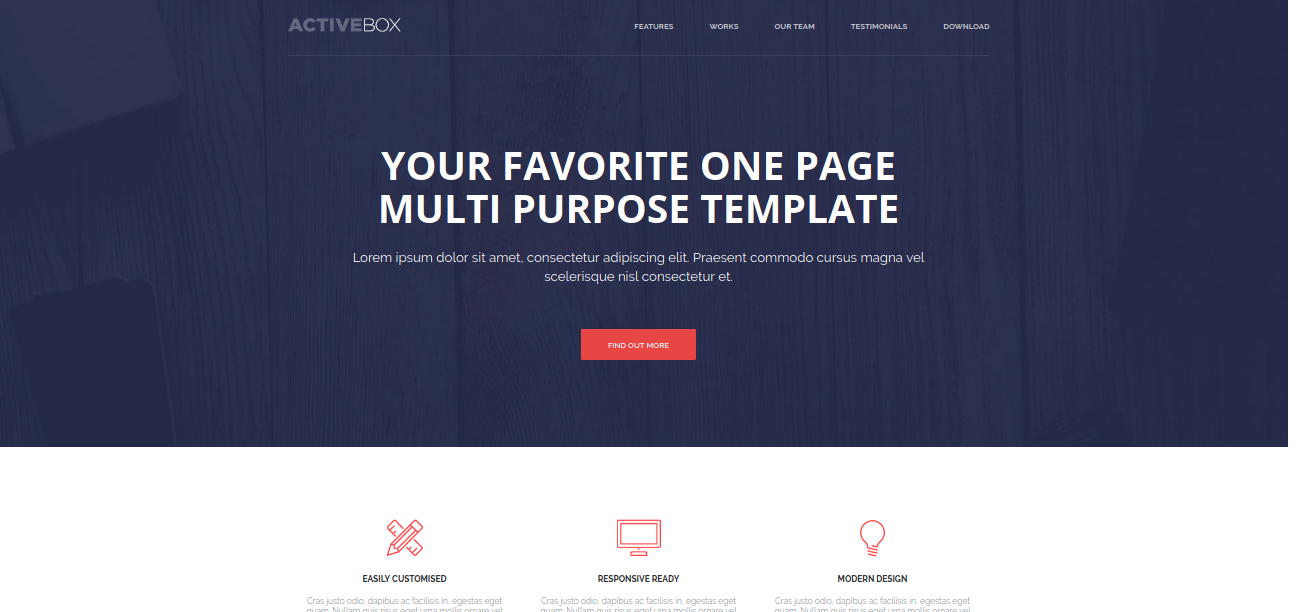 ACTIVEBOX
FEATURES WORKS OUR TEAM TESTIMONIALS DOWNLOAD
YOUR FAVORITE ONE PAGE
MULTI PURPOSE TEMPLATE
Lorem ipsum dolor sit amet, consectetur adipiscing elit. Praesent commodo cursus magna vel
scelerisque nisl consectetur et.
FIND OUT MORE
EASILY CUSTOMISED
Cras justo odio, dapibus ac facilisis in, egestas eget
quam. Nullam quis risus eget urna mollis ornare vel
RESPONSIVE READY
Cras justo odio, dapibus ac facilisis in, egestas eget
quam. Nullam quis risus eget urna mollis ornare vel
MODERN DESIGN
Cras justo odio, dapibus ac facilisis in, egestas eget
quam. Nullam quis risus eget urna mollis ornare vel